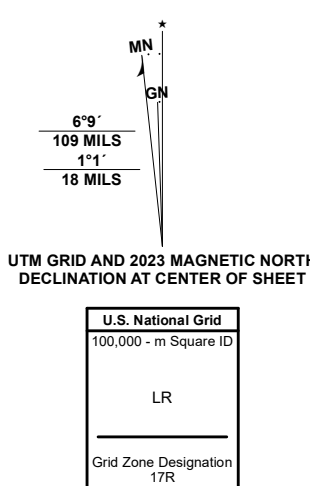 ★
MN
GN
6°9´
109 MILS
1°1´
18 MILS
UTM GRID AND 2023 MAGNETIC NORTH
DECLINATION AT CENTER OF SHEET
U.S. National Grid
100,000 - m Square ID
LR
Grid Zone Designation
17R